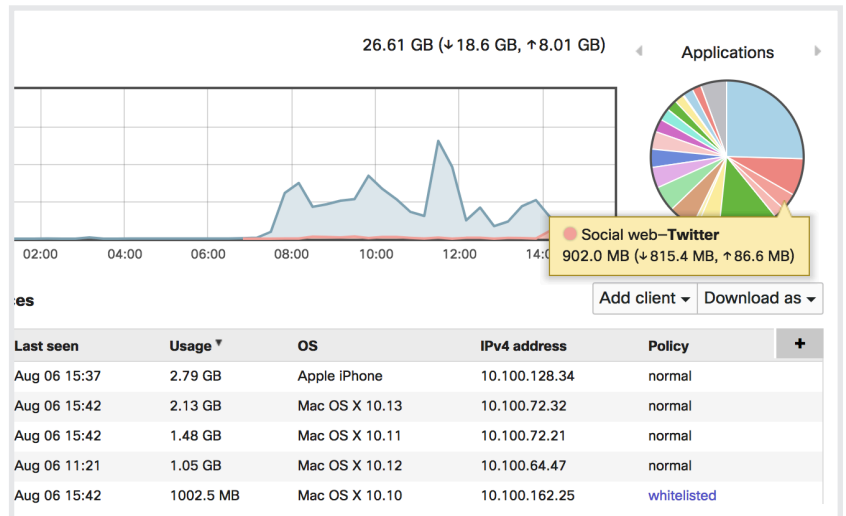 26.61 GB (↓18.6 GB, ↑8.01 GB)
Applications
02:00 04:00 06:00 08:00 10:00 12:00 14:0
Social web–Twitter
902.0 MB (↓815.4 MB, ↑86.6 MB)
es
Add client Download as
Last seen Usage OS IPv4 address Policy +
Aug 06 15:37 2.79 GB Apple iPhone 10.100.128.34 normal
Aug 06 15:42 2.13 GB Mac OS X 10.13 10.100.72.32 normal
Aug 06 15:42 1.48 GB Mac OS X 10.11 10.100.72.21 normal
Aug 06 11:21 1.05 GB Mac OS X 10.12 10.100.64.47 normal
Aug 06 15:42 1002.5 MB Mac OS X 10.10 10.100.162.25 whitelisted